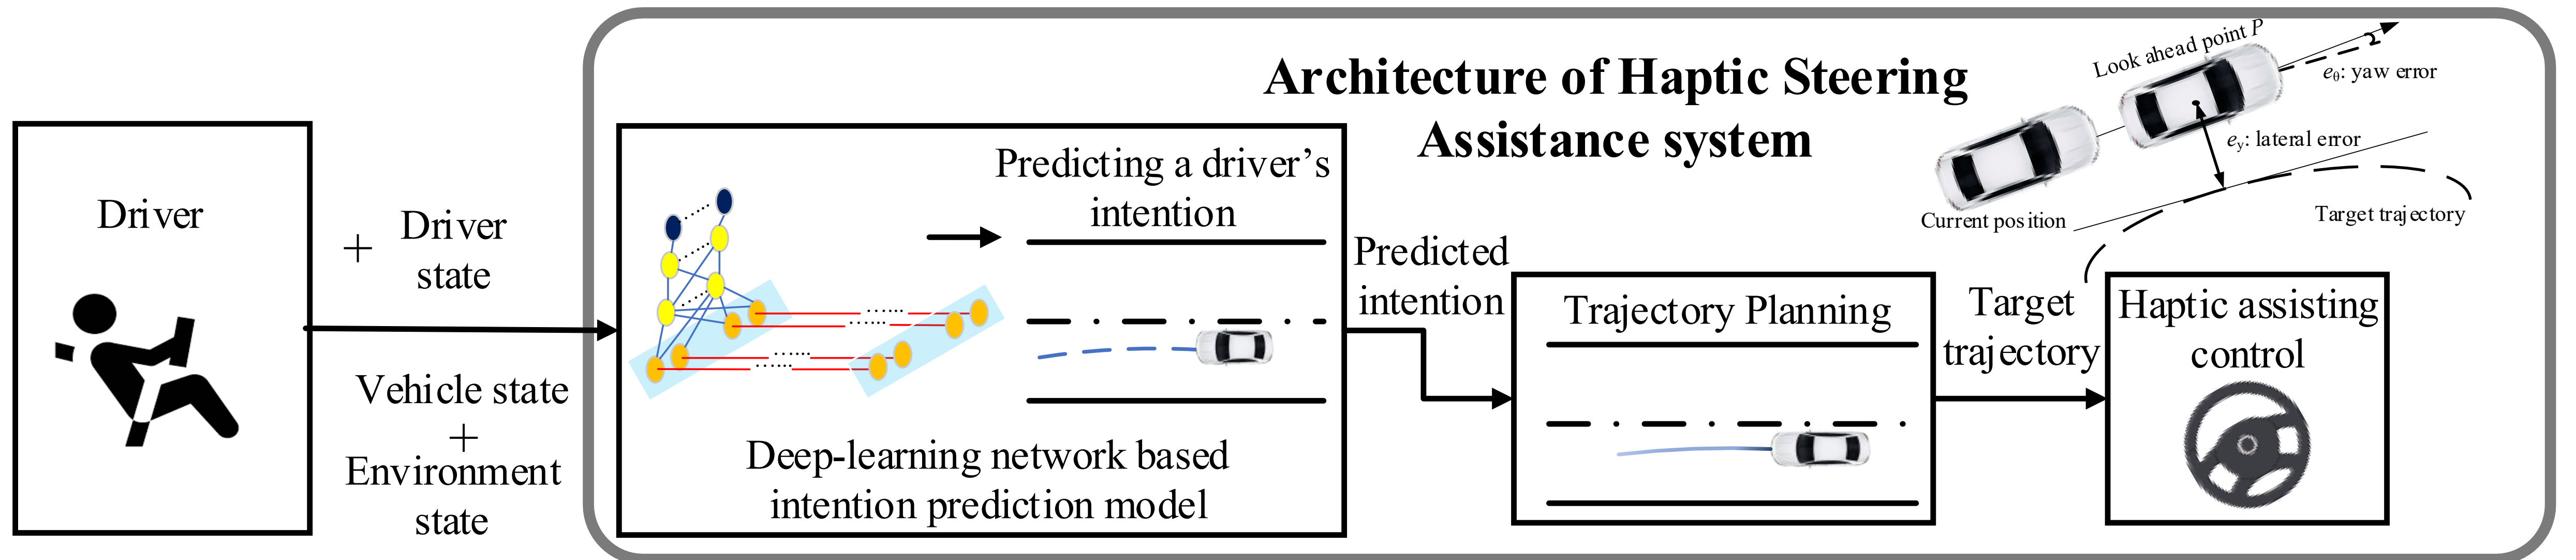 Architecture of Haptic Steering
Assistance system
Driver
+ Driver
state
Vehicle state
+
Environment
state
Predicting a driver’s
intention
Deep-learning network based
intention prediction model
Predicted
intention
Trajectory Planning
Target
trajectory
Haptic assisting
control
Look ahead point P
eθ: yaw error
ey: lateral error
Current position
Target trajectory